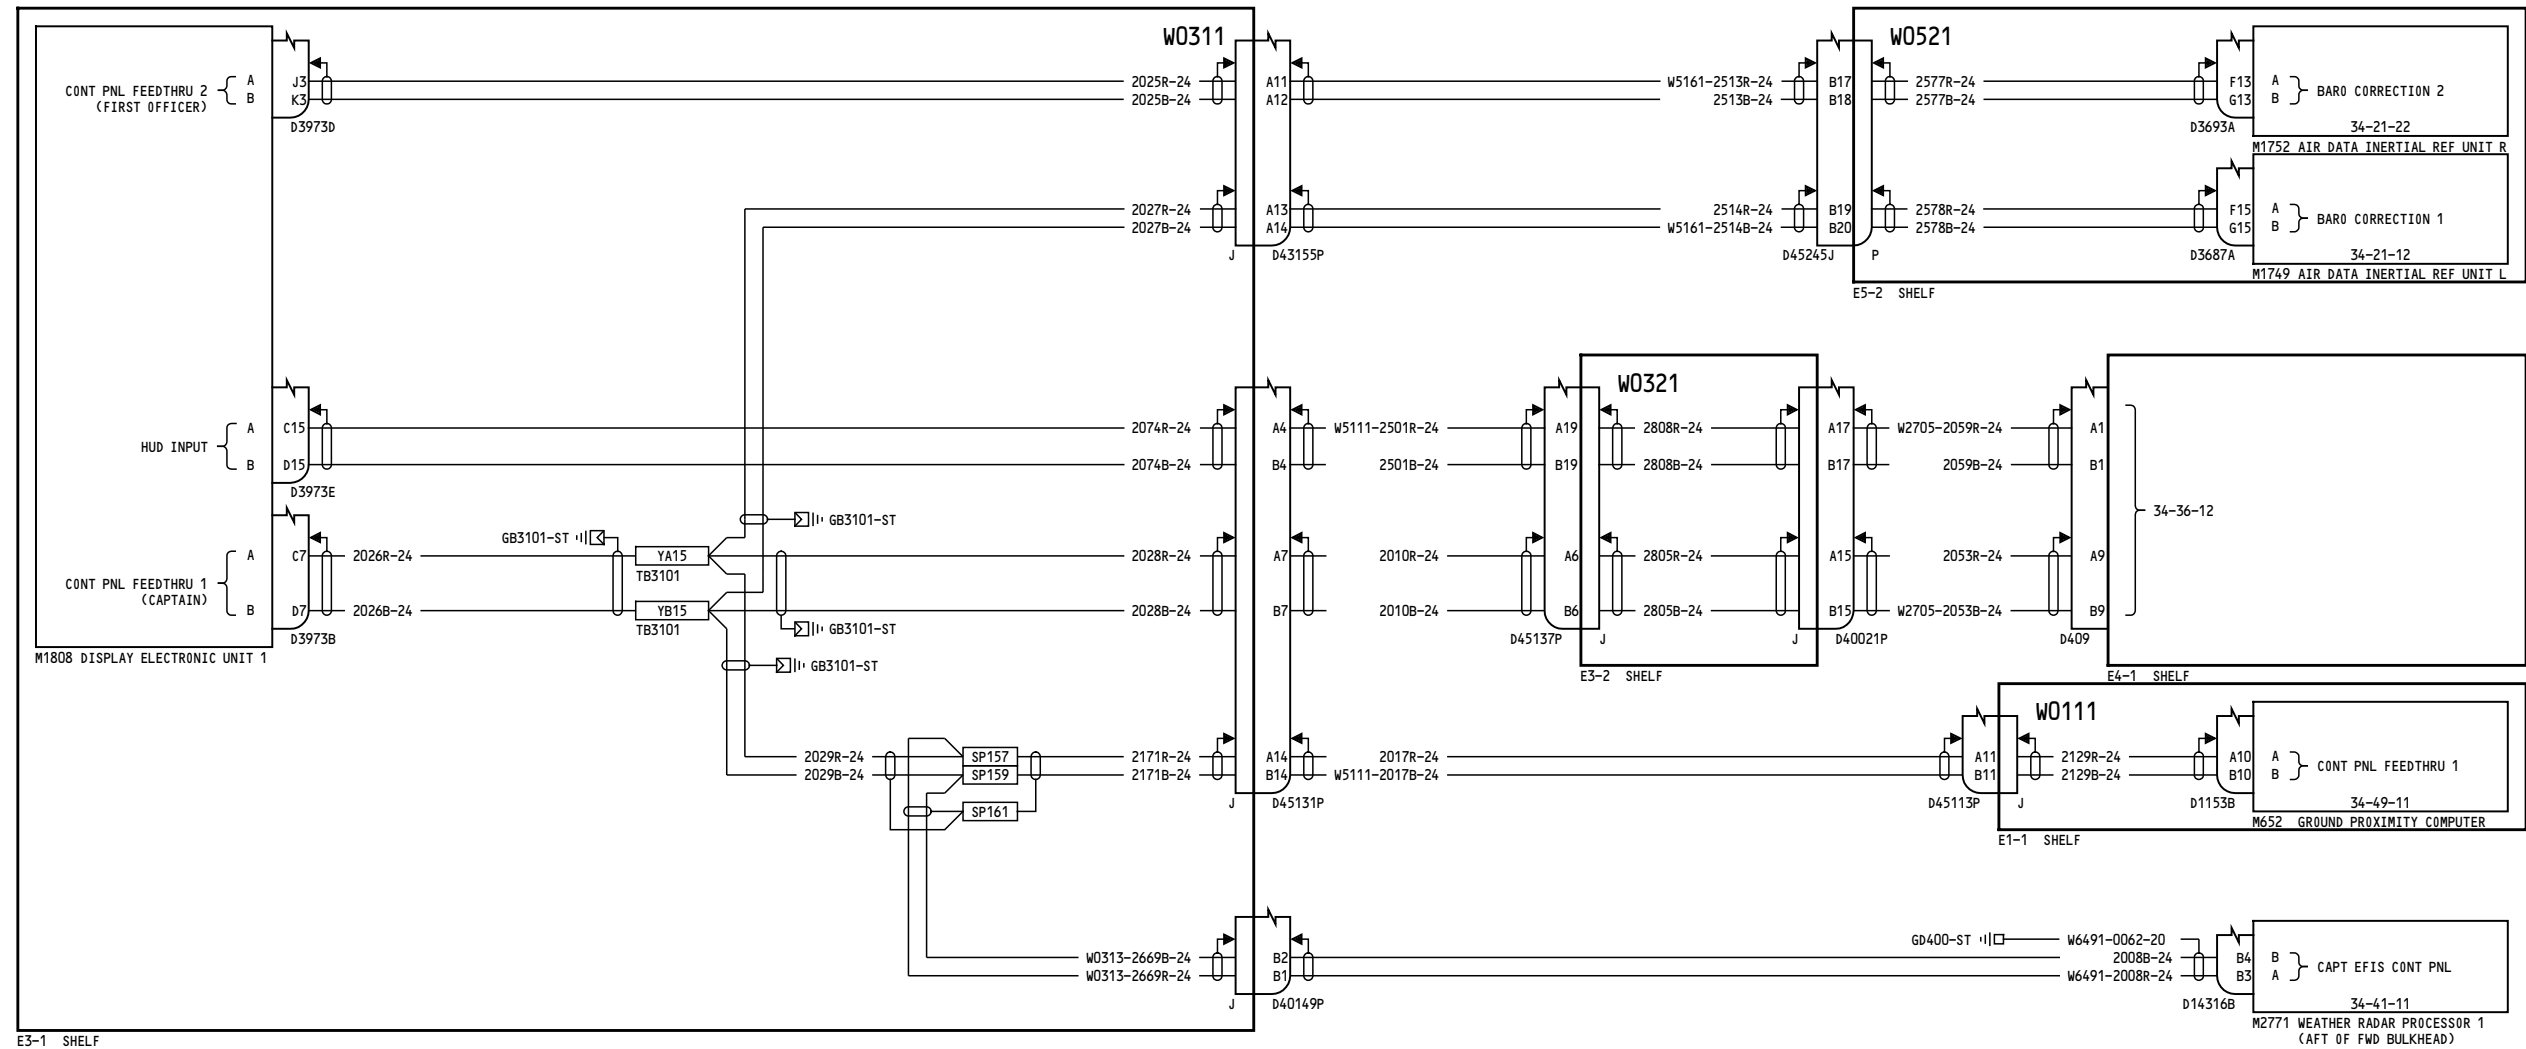 W0311
W0521
CONT PNL FEEDTHRU 2
(FIRST OFFICER)
A
B
J3
K3
D3973D
2025R-24
2025B-24
A11
A12
W5161-2513R-24
2513B-24
B17
B18
2577R-24
2577B-24
F13
G13
A
B
BARO CORRECTION 2
D3693A
34-21-22
M1752 AIR DATA INERTIAL REF UNIT R
2027R-24
2027B-24
A13
A14
2514R-24
W5161-2514B-24
B19
B20
2578R-24
2578B-24
F15
G15
A
B
BARO CORRECTION 1
J
D43155P
D45245J
P
D3687A
34-21-12
M1749 AIR DATA INERTIAL REF UNIT L
E5-2 SHELF
W0321
HUD INPUT
A
B
C15
D15
D3973E
2074R-24
2074B-24
A4
B4
W5111-2501R-24
2501B-24
A19
B19
2808R-24
2808B-24
A17
B17
W2705-2059R-24
2059B-24
A1
B1
34-36-12
GB3101-ST
GB3101-ST
CONT PNL FEEDTHRU 1
(CAPTAIN)
A
B
C7
D7
D3973B
2026R-24
2026B-24
YA15
TB3101
YB15
TB3101
GB3101-ST
GB3101-ST
2028R-24
2028B-24
A7
B7
2010R-24
2010B-24
A6
B6
2805R-24
2805B-24
A15
B15
2053R-24
W2705-2053B-24
A9
B9
D45137P
J
J
D40021P
D409
M1808 DISPLAY ELECTRONIC UNIT 1
E3-2 SHELF
E4-1 SHELF
W0111
2029R-24
2029B-24
SP157
SP159
SP161
2171R-24
2171B-24
A14
B14
2017R-24
W5111-2017B-24
A11
B11
2129R-24
2129B-24
A10
B10
A
B
CONT PNL FEEDTHRU 1
J
D45131P
D45113P
J
D1153B
34-49-11
M652 GROUND PROXIMITY COMPUTER
E1-1 SHELF
GD400-ST
W6491-0062-20
W0313-2669B-24
W0313-2669R-24
B2
B1
2008B-24
W6491-2008R-24
B4
B3
B
A
CAPT EFIS CONT PNL
J
D40149P
D14316B
34-41-11
M2771 WEATHER RADAR PROCESSOR 1
(AFT OF FWD BULKHEAD)
E3-1 SHELF